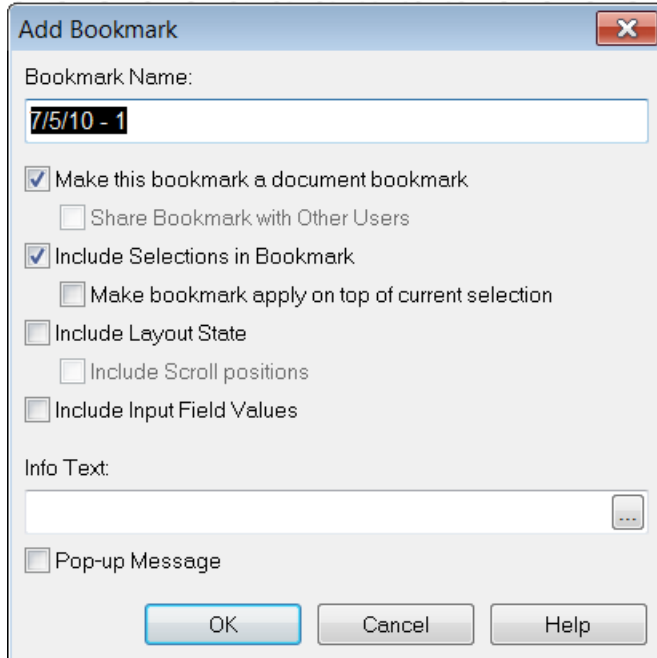 Add Bookmark
Bookmark Name:
7/5/10 - 1
Make this bookmark a document bookmark
Share Bookmark with Other Users
Include Selections in Bookmark
Make bookmark apply on top of current selection
Include Layout State
Include Scroll positions
Include Input Field Values
Info Text:
...
Pop-up Message
OK Cancel Help